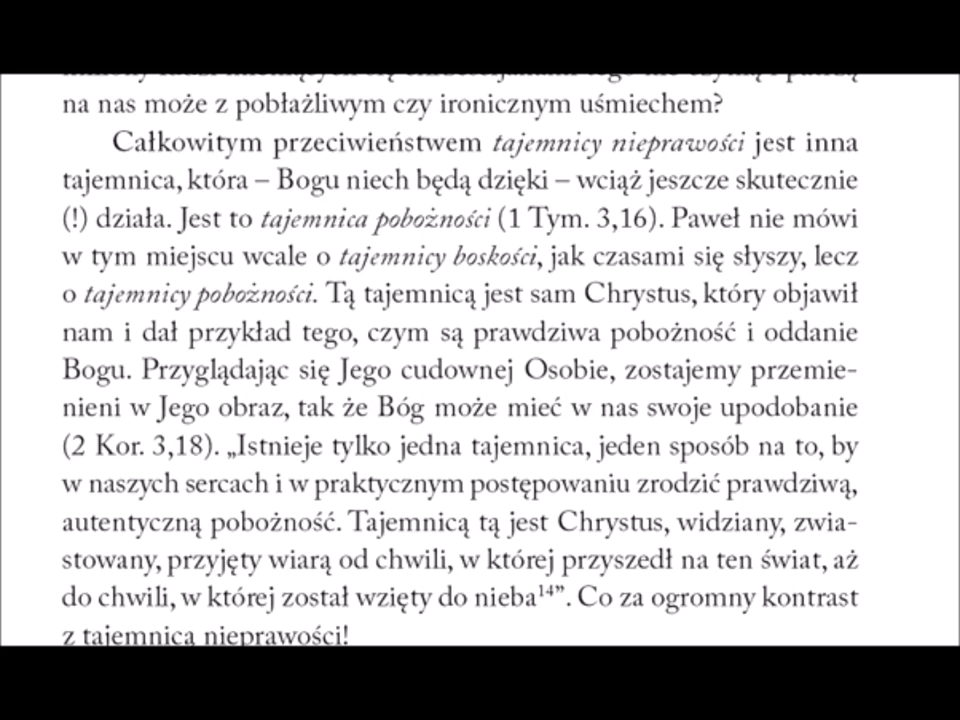 na nas może z pobłażliwym czy ironicznym uśmiechem?
Całkowitym przeciwieństwem tajemnicy nieprawości jest inna
tajemnica, która – Bogu niech będą dzięki – wciąż jeszcze skutecznie
(!) działa. Jest to tajemnica pobożności (1 Tym. 3,16). Paweł nie mówi
w tym miejscu wcale o tajemnicy boskości, jak czasami się słyszy, lecz
o tajemnicy pobożności. Tą tajemnicą jest sam Chrystus, który objawił
nam i dał przykład tego, czym są prawdziwa pobożność i oddanie
Bogu. Przyglądając się Jego cudownej Osobie, zostajemy przemie-
nieni w Jego obraz, tak że Bóg może mieć w nas swoje upodobanie
(2 Kor. 3,18). „Istnieje tylko jedna tajemnica, jeden sposób na to, by
w naszych sercach i w praktycznym postępowaniu zrodzić prawdziwą,
autentyczną pobożność. Tajemnicą tą jest Chrystus, widziany, zwia-
stowany, przyjęty wiarą od chwili, w której przyszedł na ten świat, aż
do chwili, w której został wzięty do nieba¹⁴”. Co za ogromny kontrast
z tajemnicą nieprawości!